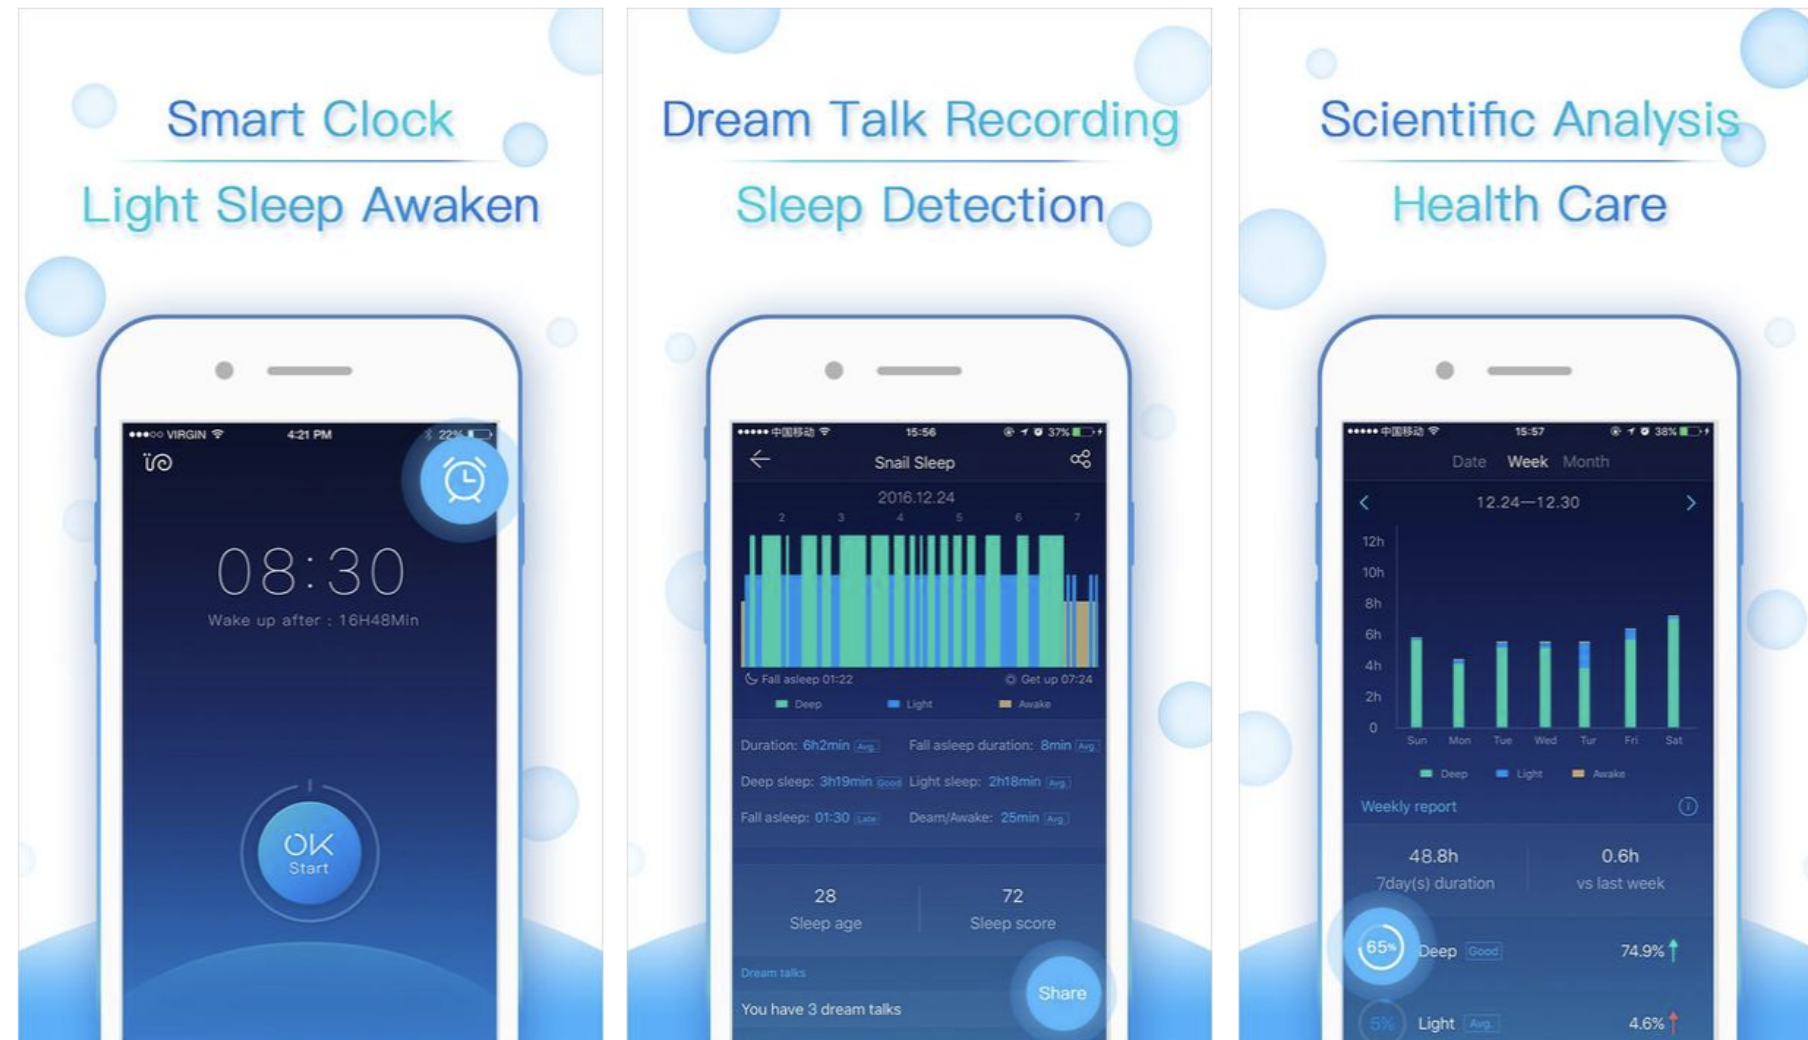 Smart Clock
Light Sleep Awaken
VIRGIN 4:21 PM 22%
08:30
Wake up after : 16H48Min
OK
Start
Dream Talk Recording
Sleep Detection
中国移动 15:56 37%
Snail Sleep
2016.12.24
2 3 4 5 6 7
Fall asleep 01:22 Get up 07:24
Deep Light Awake
Duration: 6h2min Avg. Fall asleep duration: 8min Avg.
Deep sleep: 3h19min Good Light sleep: 2h18min Avg.
Fall asleep: 01:30 Late Deam/Awake: 25min Avg.
28 72
Sleep age Sleep score
Dream talks
Share
You have 3 dream talks
Scientific Analysis
Health Care
中国移动 15:57 38%
Date Week Month
12.24—12.30
12h
10h
8h
6h
4h
2h
0
Sun Mon Tue Wed Tur Fri Sat
Deep Light Awake
Weekly report
48.8h 0.6h
7day(s) duration vs last week
65% Deep Good 74.9%
5% Light Avg. 4.6%